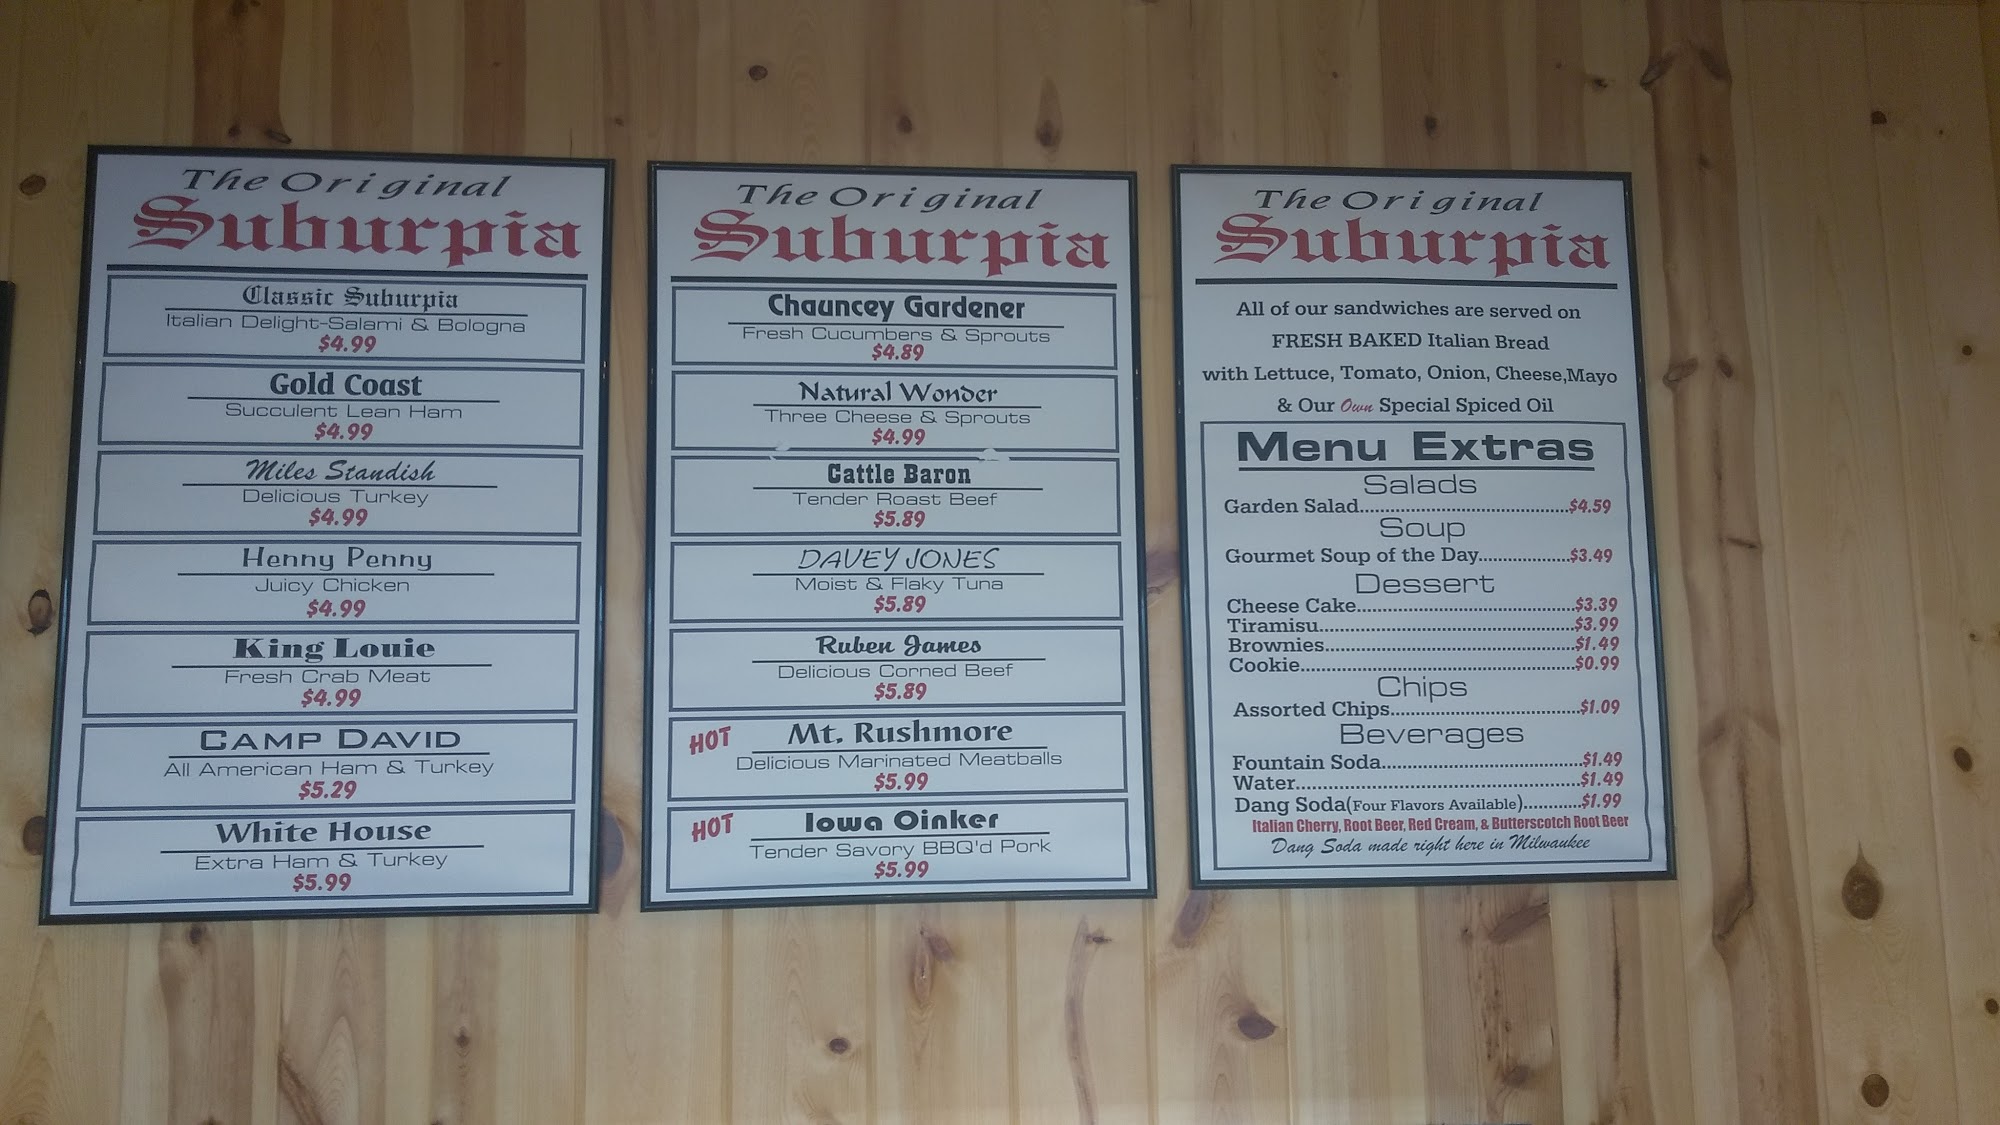 The Original
Suburpia
Classic Suburpia
Italian Delight-Salami & Bologna
$4.99
Gold Coast
Succulent Lean Ham
$4.99
Miles Standish
Delicious Turkey
$4.99
Henny Penny
Juicy Chicken
$4.99
King Louie
Fresh Crab Meat
$4.99
CAMP DAVID
All American Ham & Turkey
$5.29
White House
Extra Ham & Turkey
$5.99
The Original
Suburpia
Chauncey Gardener
Fresh Cucumbers & Sprouts
$4.89
Natural Wonder
Three Cheese & Sprouts
$4.99
Cattle Baron
Tender Roast Beef
$5.89
DAVEY JONES
Moist & Flaky Tuna
$5.89
Ruben James
Delicious Corned Beef
$5.89
HOT Mt. Rushmore
Delicious Marinated Meatballs
$5.99
HOT Iowa Oinker
Tender Savory BBQ'd Pork
$5.99
The Original
Suburpia
All of our sandwiches are served on
FRESH BAKED Italian Bread
with Lettuce, Tomato, Onion, Cheese,Mayo
& Our Own Special Spiced Oil
Menu Extras
Salads
Garden Salad...................................$4.59
Soup
Gourmet Soup of the Day...............$3.49
Dessert
Cheese Cake....................................$3.39
Tiramisu..........................................$3.99
Brownies.........................................$1.49
Cookie.............................................$0.99
Chips
Assorted Chips...............................$1.09
Beverages
Fountain Soda.................................$1.49
Water...............................................$1.49
Dang Soda(Four Flavors Available)..........$1.99
Italian Cherry, Root Beer, Red Cream, & Butterscotch Root Beer
Dang Soda made right here in Milwaukee